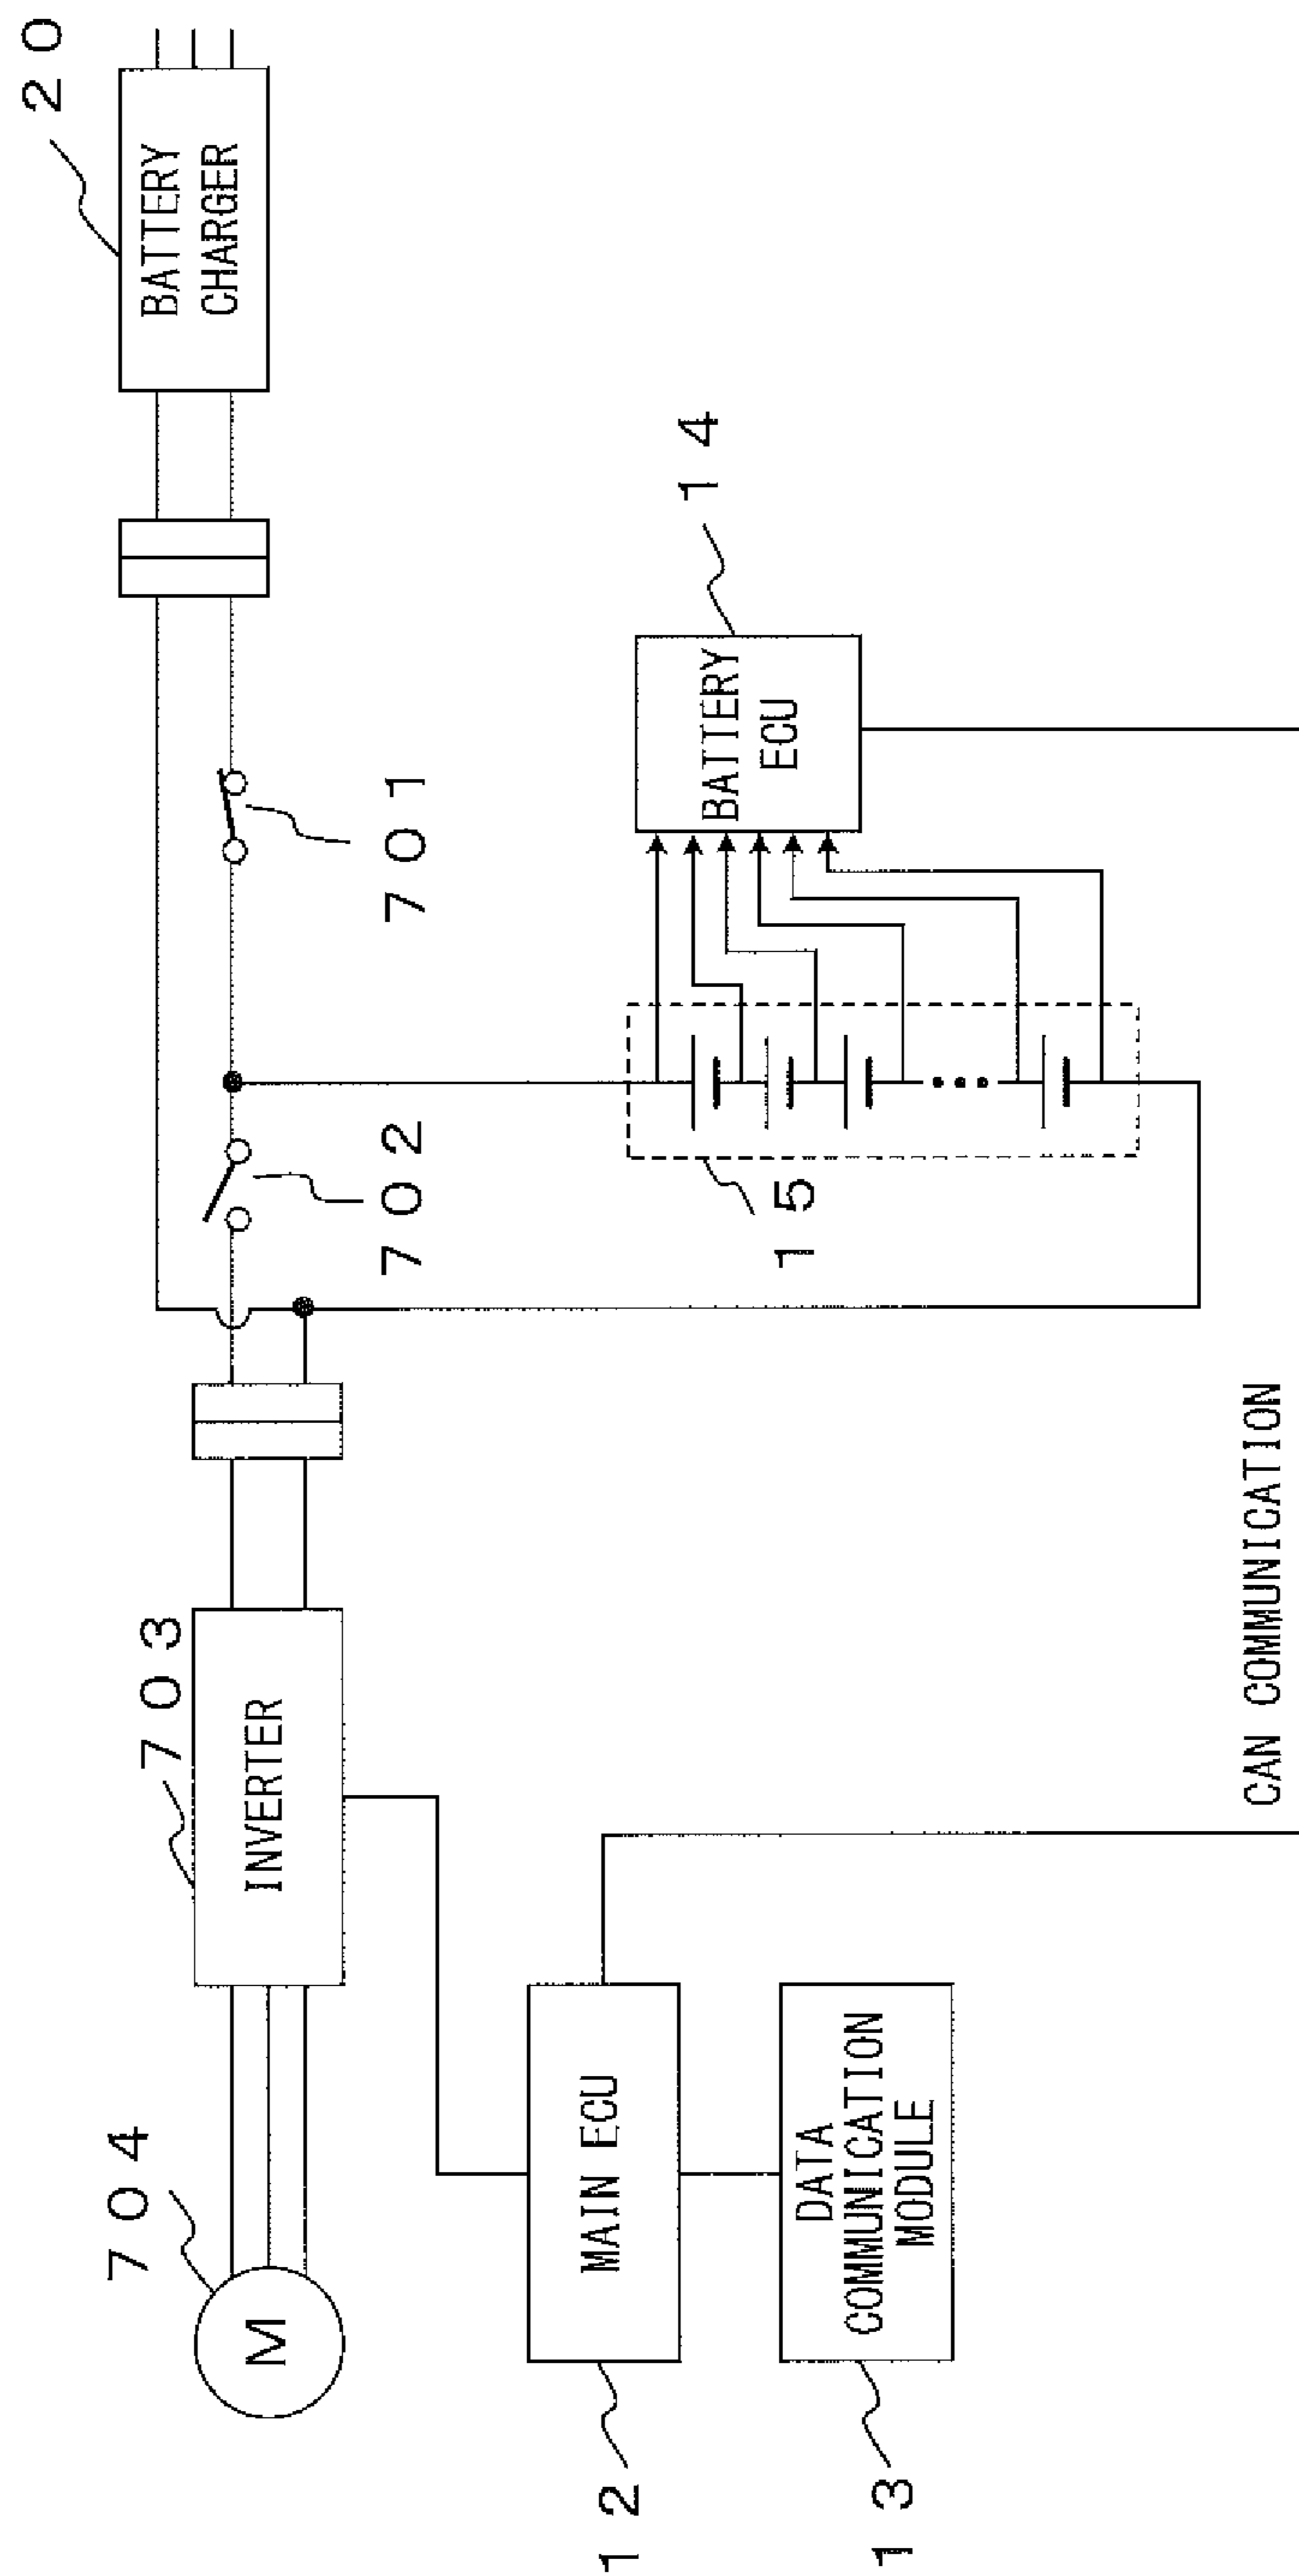 704
M
703
INVERTER
702
701
BATTERY
CHARGER
20
12
MAIN ECU
13
DATA
COMMUNICATION
MODULE
15
BATTERY
ECU
14
CAN COMMUNICATION